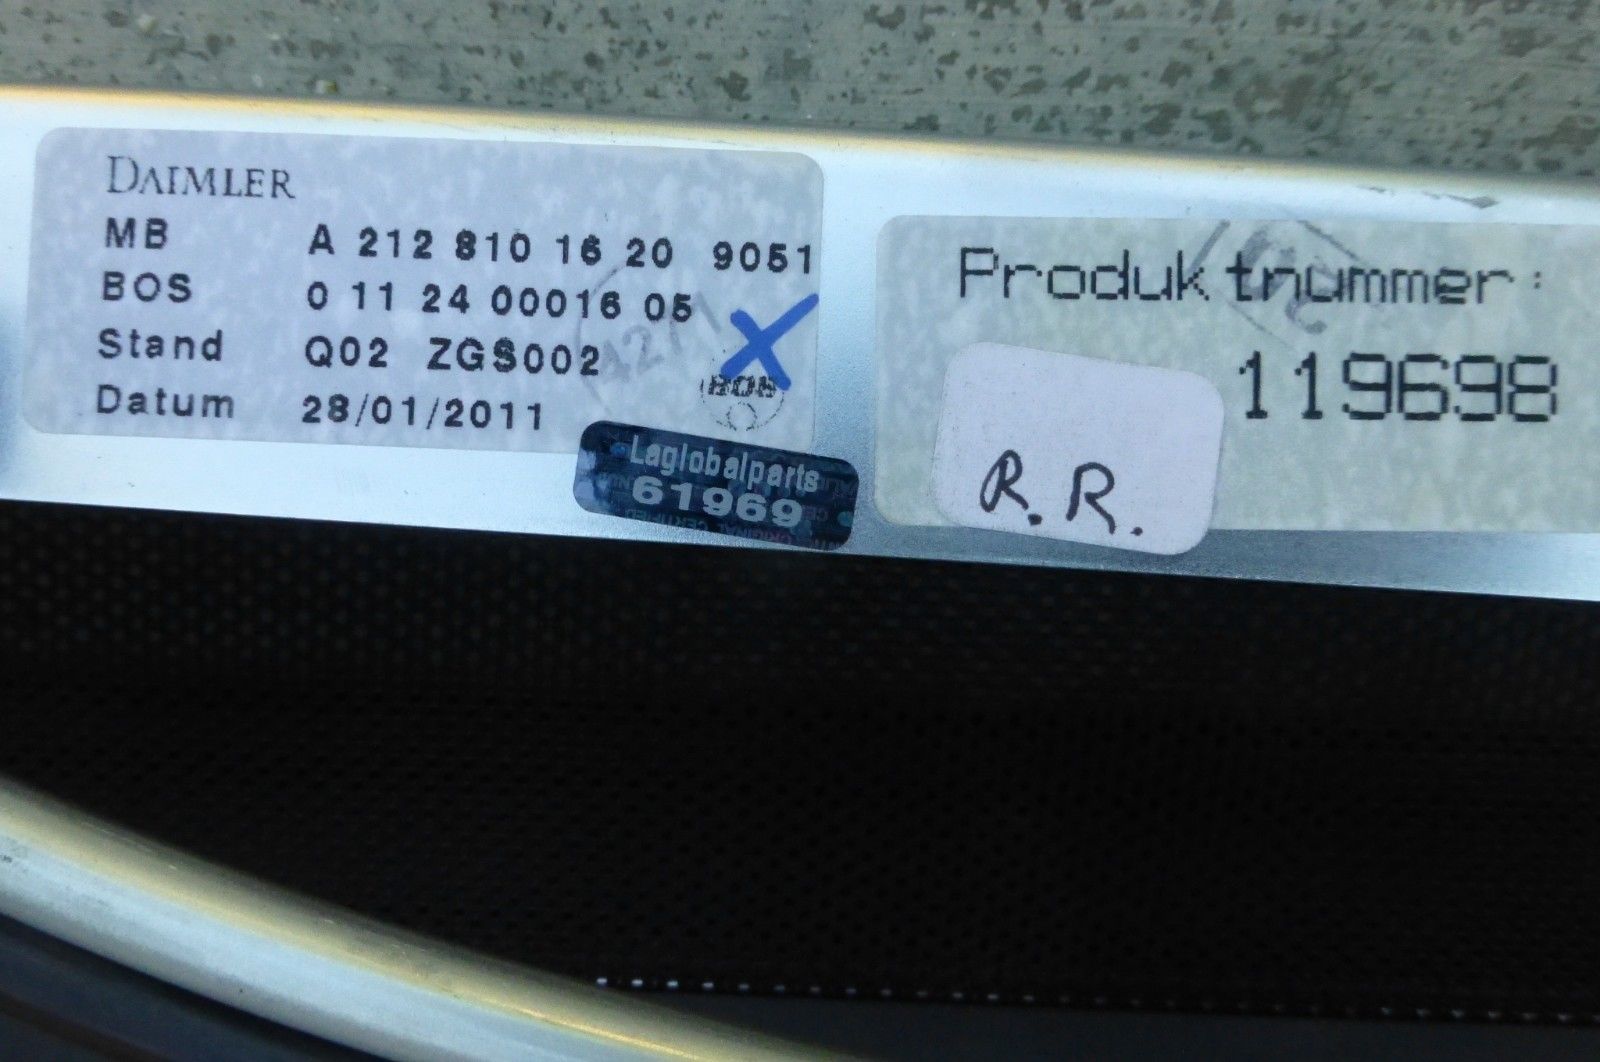 DAIMLER
MB A 212 810 16 20 9051
BOS 0 11 24 00016 05
Stand Q02 ZGS002
Datum 28/01/2011
BOS
Laglobalparts
61969
Produktnummer:
119698
R.R.